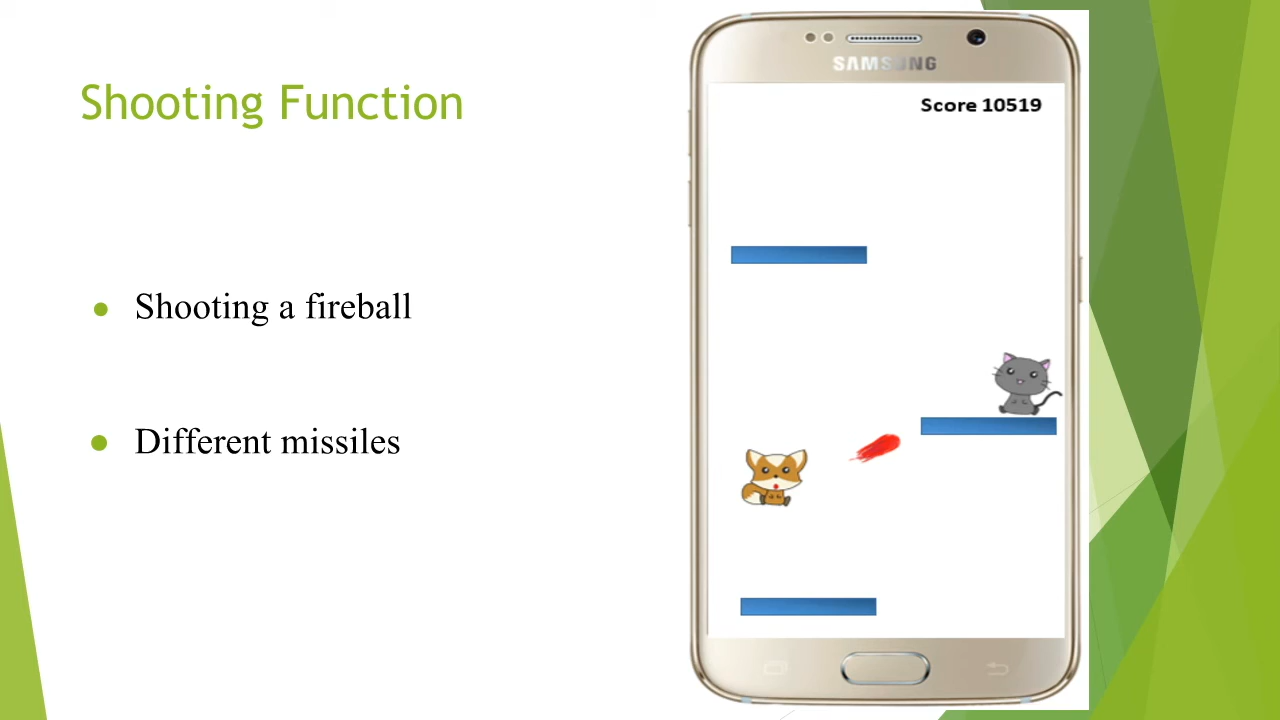 Shooting Function
Shooting a fireball
Different missiles
SAMSUNG
Score 10519